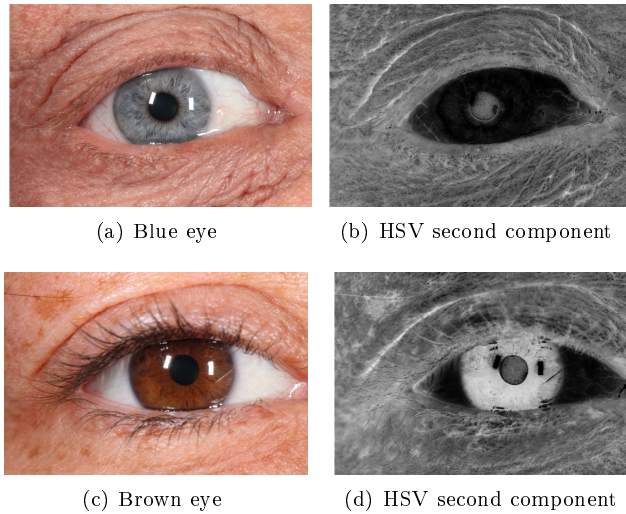 (a) Blue eye
(b) HSV second component
(c) Brown eye
(d) HSV second component